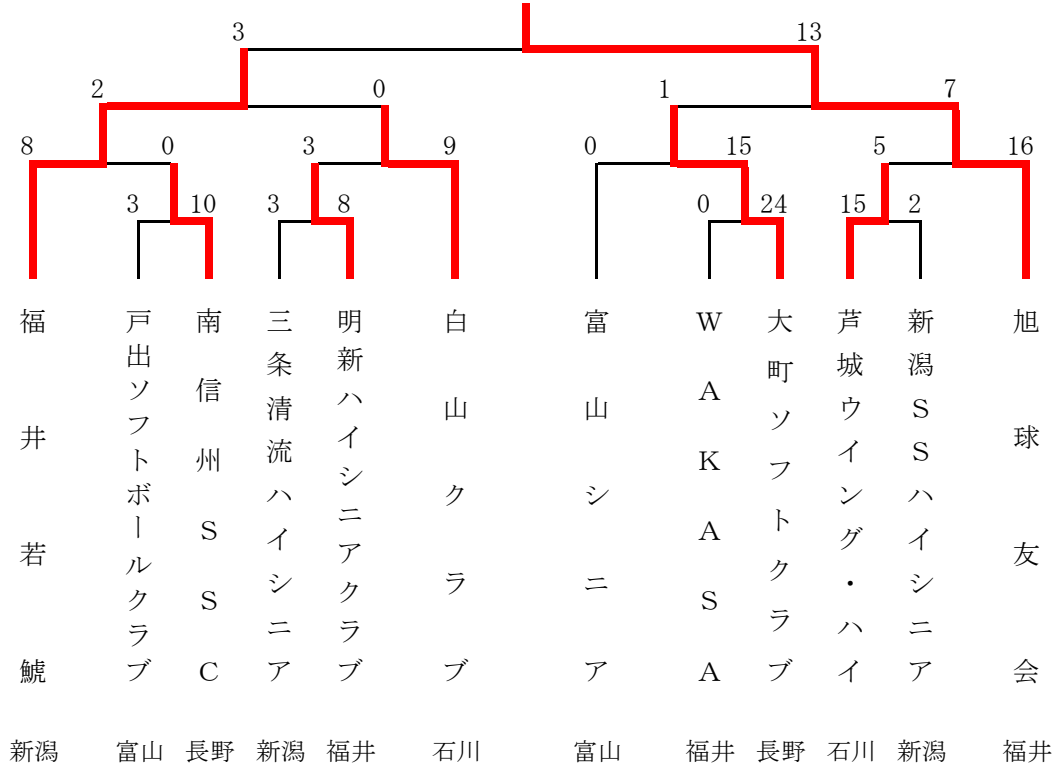 3 13
2 0 1 7
8 0 3 9 0 15 5 16
3 10 3 8 0 24 15 2
福井若鯱
戸出ソフトボールクラブ
南信州SSC
三条清流ハイシニア
明新ハイシニアクラブ
白山クラブ
富山シニア
WAKASA
大町ソフトクラブ
芦城ウイング・ハイ
新潟SSハイシニア
旭球友会
新潟 富山 長野 新潟 福井 石川 富山 福井 長野 石川 新潟 福井